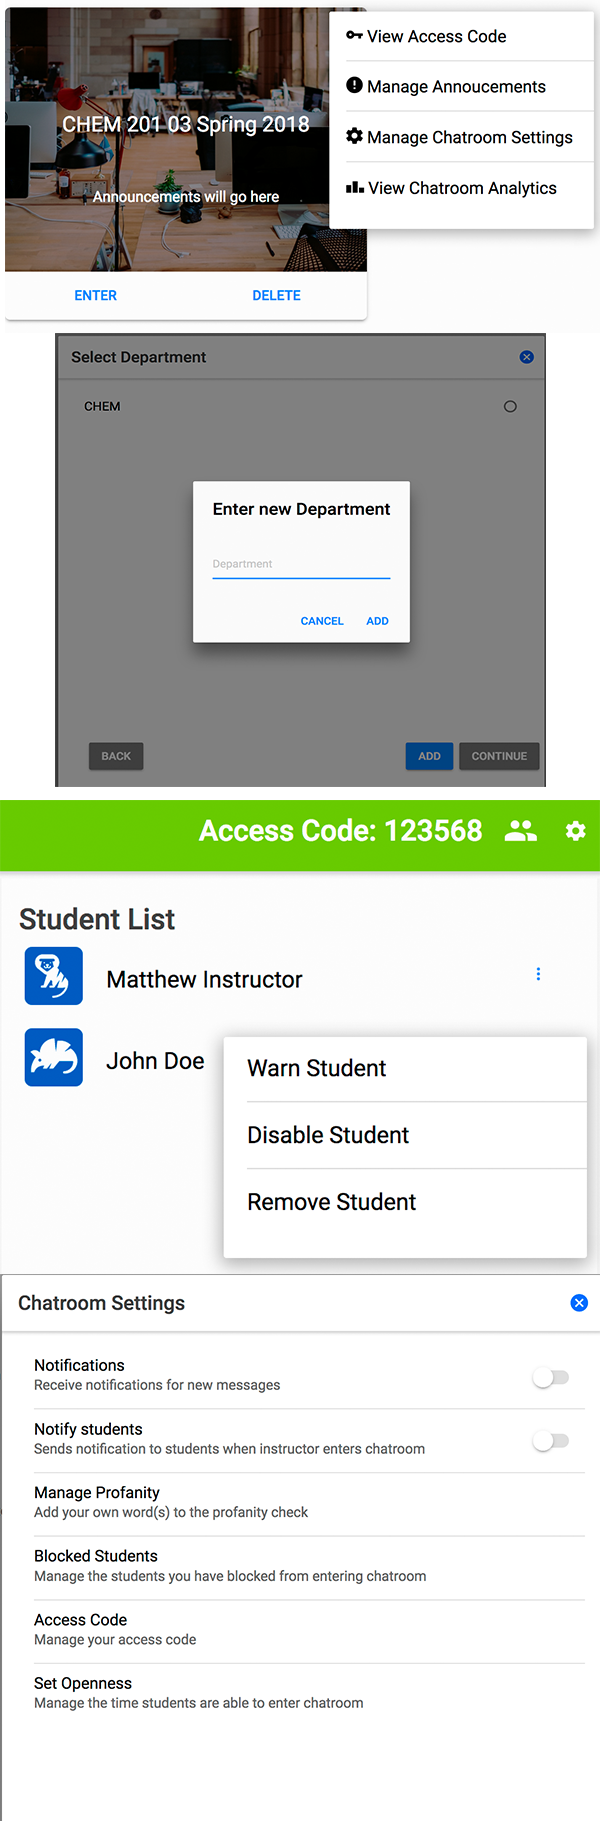 View Access Code
Manage Annoucements
Manage Chatroom Settings
View Chatroom Analytics
CHEM 201 03 Spring 2018
Announcements will go here
ENTER DELETE
Select Department
CHEM
Enter new Department
Department
CANCEL ADD
BACK ADD CONTINUE
Access Code: 123568
Student List
Matthew Instructor
John Doe
Warn Student
Disable Student
Remove Student
Chatroom Settings
Notifications
Receive notifications for new messages
Notify students
Sends notification to students when instructor enters chatroom
Manage Profanity
Add your own word(s) to the profanity check
Blocked Students
Manage the students you have blocked from entering chatroom
Access Code
Manage your access code
Set Openness
Manage the time students are able to enter chatroom